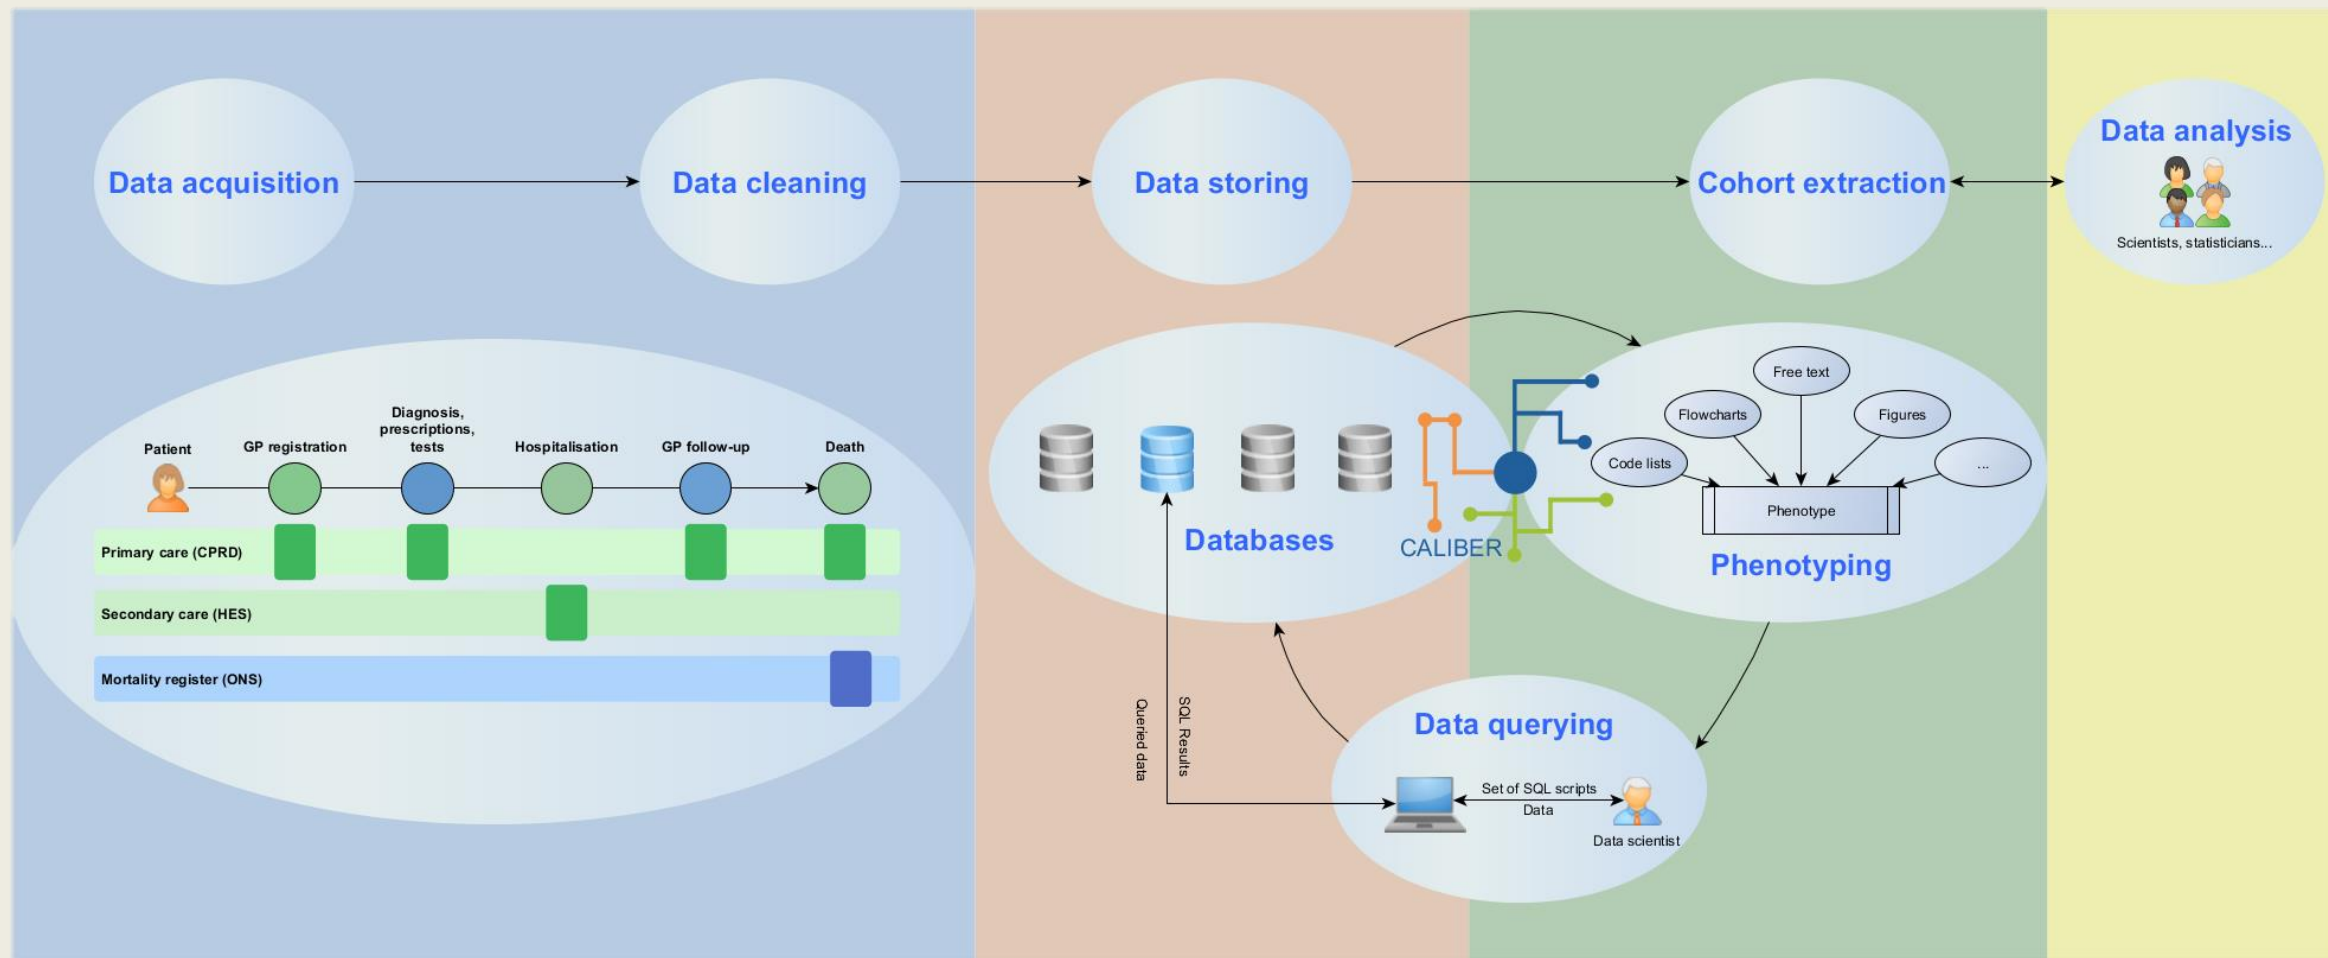 Data acquisition
Data cleaning
Data storing
Cohort extraction
Data analysis
Scientists, statisticians...
Patient
GP registration
Diagnosis,
prescriptions,
tests
Hospitalisation
GP follow-up
Death
Primary care (CPRD)
Secondary care (HES)
Mortality register (ONS)
Databases
CALIBER
Free text
Flowcharts
Figures
Code lists
...
Phenotype
Phenotyping
SQL Results
Queried data
Data querying
Set of SQL scripts
Data
Data scientist